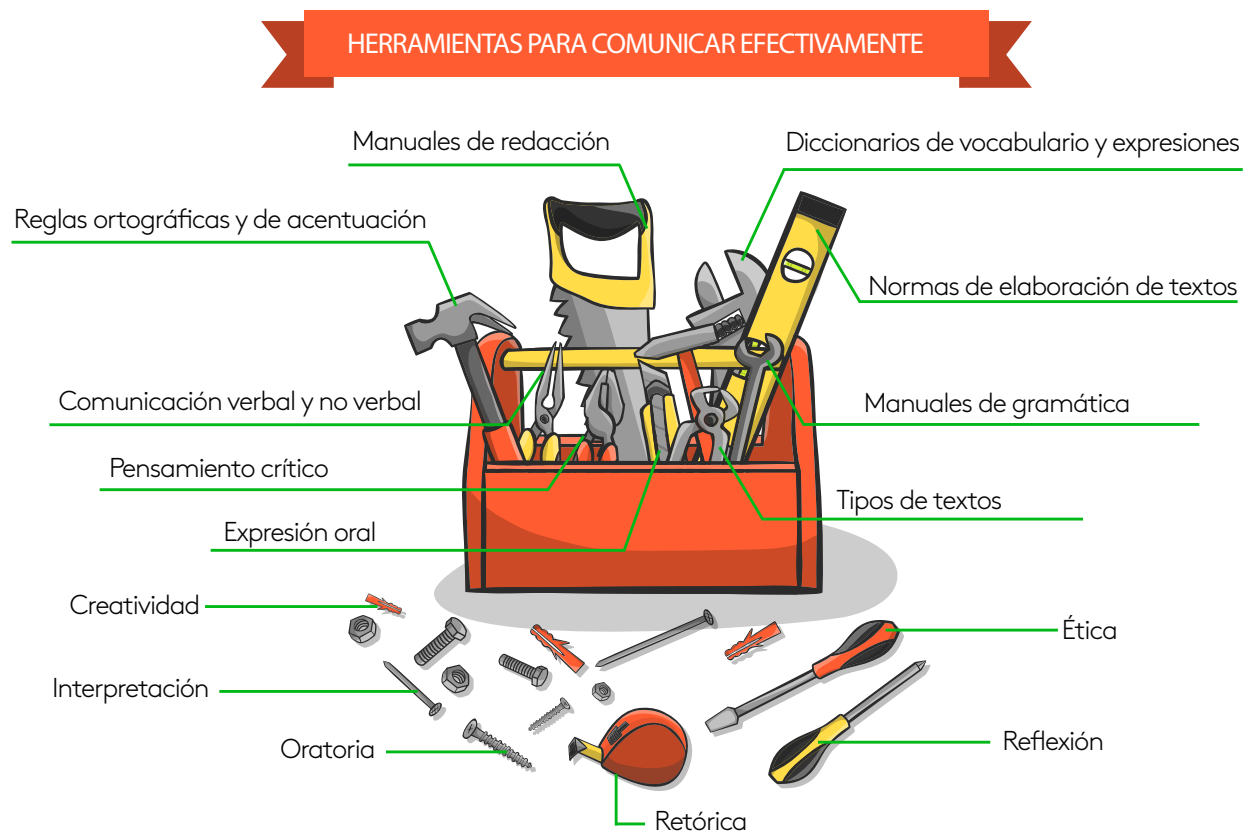 HERRAMIENTAS PARA COMUNICAR EFECTIVAMENTE
Manuales de redacción
Diccionarios de vocabulario y expresiones
Reglas ortográficas y de acentuación
Normas de elaboración de textos
Comunicación verbal y no verbal
Manuales de gramática
Pensamiento crítico
Tipos de textos
Expresión oral
Creatividad
Ética
Interpretación
Oratoria
Reflexión
Retórica